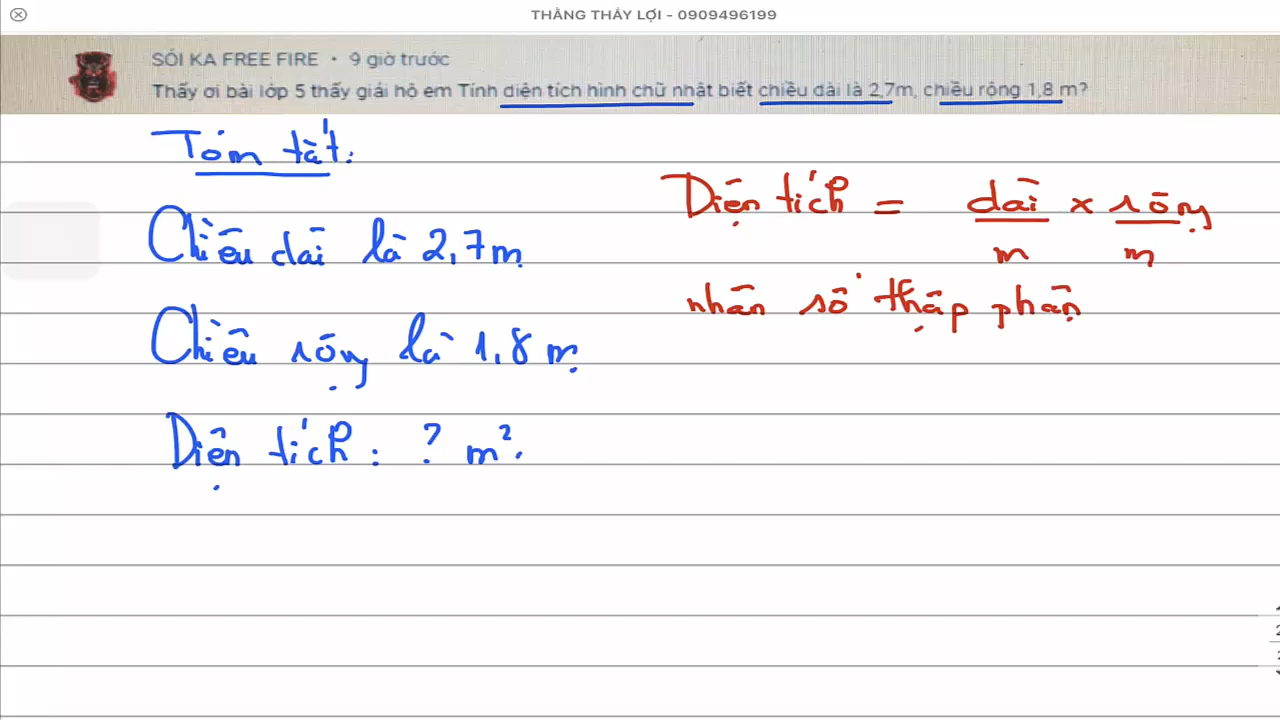 THẰNG THẦY LỢI - 0909496199
SÓI KA FREE FIRE • 9 giờ trước
Thầy ơi bài lớp 5 thầy giải hộ em Tính diện tích hình chữ nhật biết chiều dài là 2,7m, chiều rộng 1,8 m?
Tóm tắt:
Chiều dài là 2,7m
Chiều rộng là 1,8 m
Diện tích : ? m².
Diện tích = dài x rộng
m m
nhân số thập phân